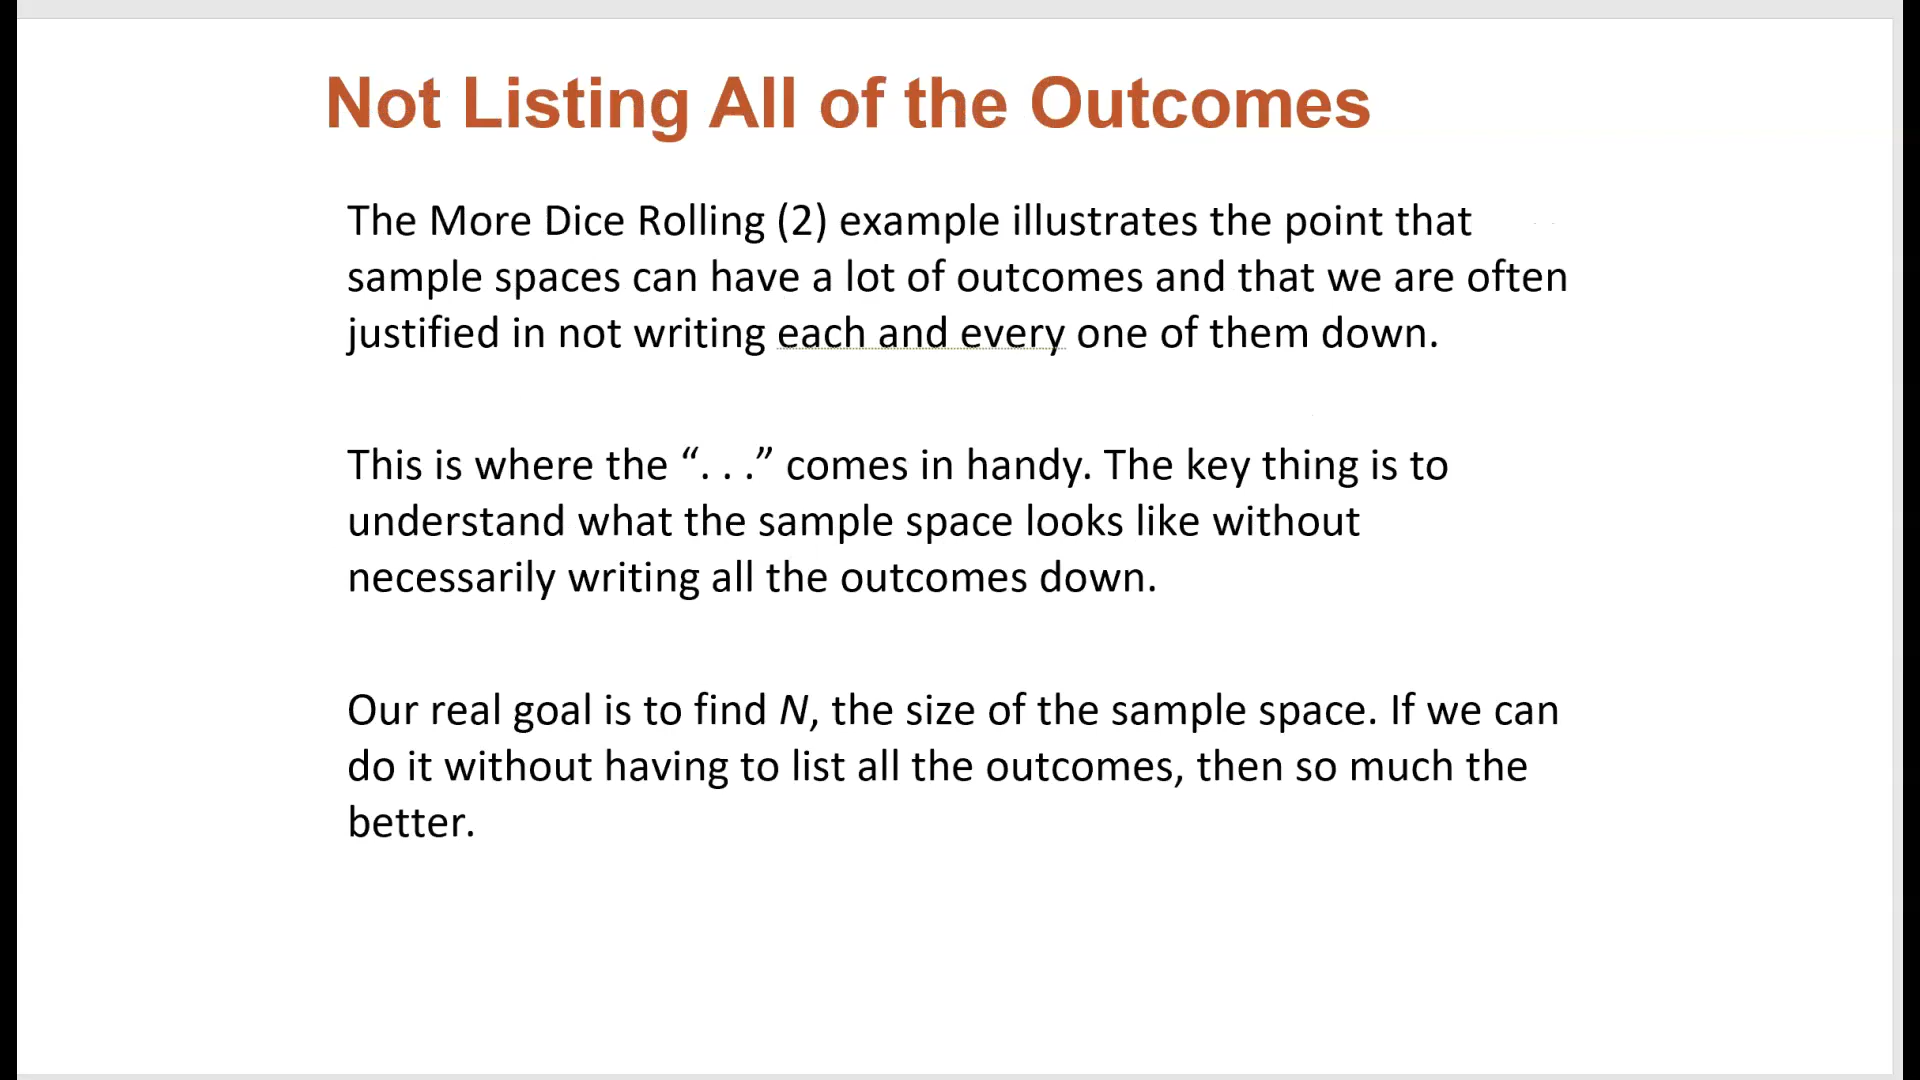 Not Listing All of the Outcomes
The More Dice Rolling (2) example illustrates the point that
sample spaces can have a lot of outcomes and that we are often
justified in not writing each and every one of them down.
This is where the “. . .” comes in handy. The key thing is to
understand what the sample space looks like without
necessarily writing all the outcomes down.
Our real goal is to find N, the size of the sample space. If we can
do it without having to list all the outcomes, then so much the
better.